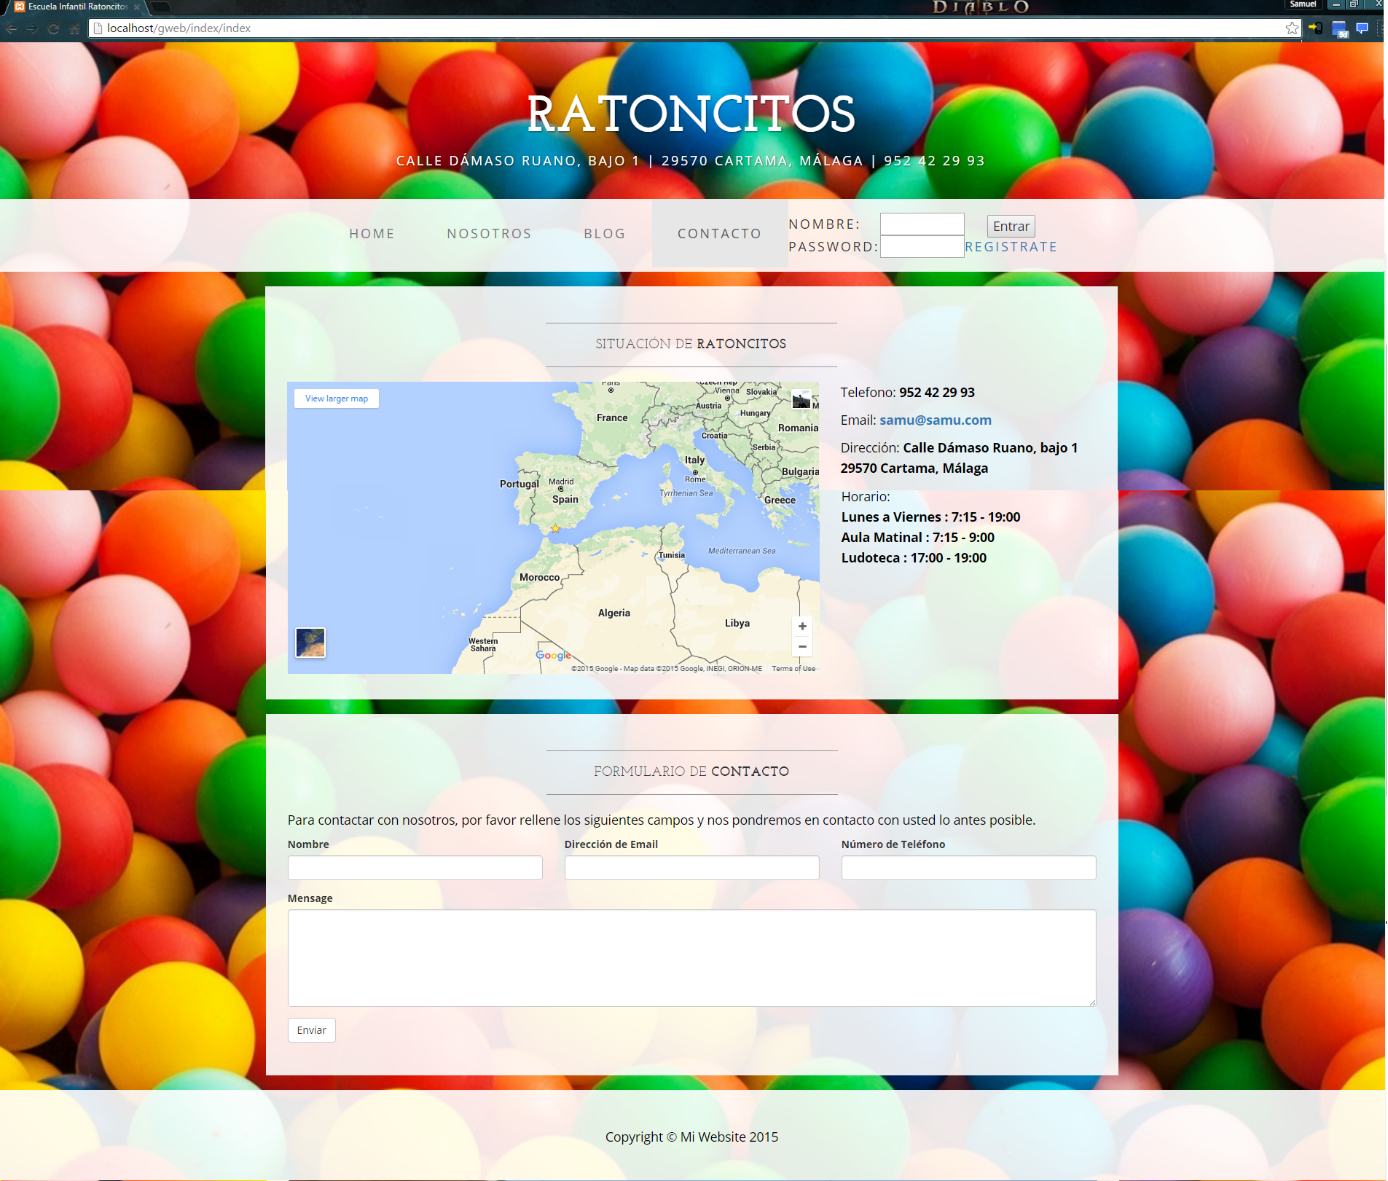 Escuela Infantil Ratoncitos
DIABLO
Samuel
localhost/gweb/index/index
RATONCITOS
CALLE DÁMASO RUANO, BAJO 1 | 29570 CARTAMA, MÁLAGA | 952 42 29 93
HOME NOSOTROS BLOG CONTACTO
NOMBRE: Entrar
PASSWORD: REGISTRATE
SITUACIÓN DE RATONCITOS
View larger map
Paris
Czech Rep
Vienna
Slovakia
Austria
Hungary
France
Croatia
Romania
Serbia
Italy
Rome
Bulgaria
Portugal
Madrid
Spain
Tyrrhenian Sea
Greece
Tunisia
Mediterranean Sea
Morocco
Algeria
Libya
Western
Sahara
Google
©2015 Google - Map data ©2015 Google, INEGI, ORION-ME Terms of Use
Telefono: 952 42 29 93
Email: samu@samu.com
Dirección: Calle Dámaso Ruano, bajo 1
29570 Cartama, Málaga
Horario:
Lunes a Viernes : 7:15 - 19:00
Aula Matinal : 7:15 - 9:00
Ludoteca : 17:00 - 19:00
FORMULARIO DE CONTACTO
Para contactar con nosotros, por favor rellene los siguientes campos y nos pondremos en contacto con usted lo antes posible.
Nombre Dirección de Email Número de Teléfono
Mensage
Enviar
Copyright © Mi Website 2015